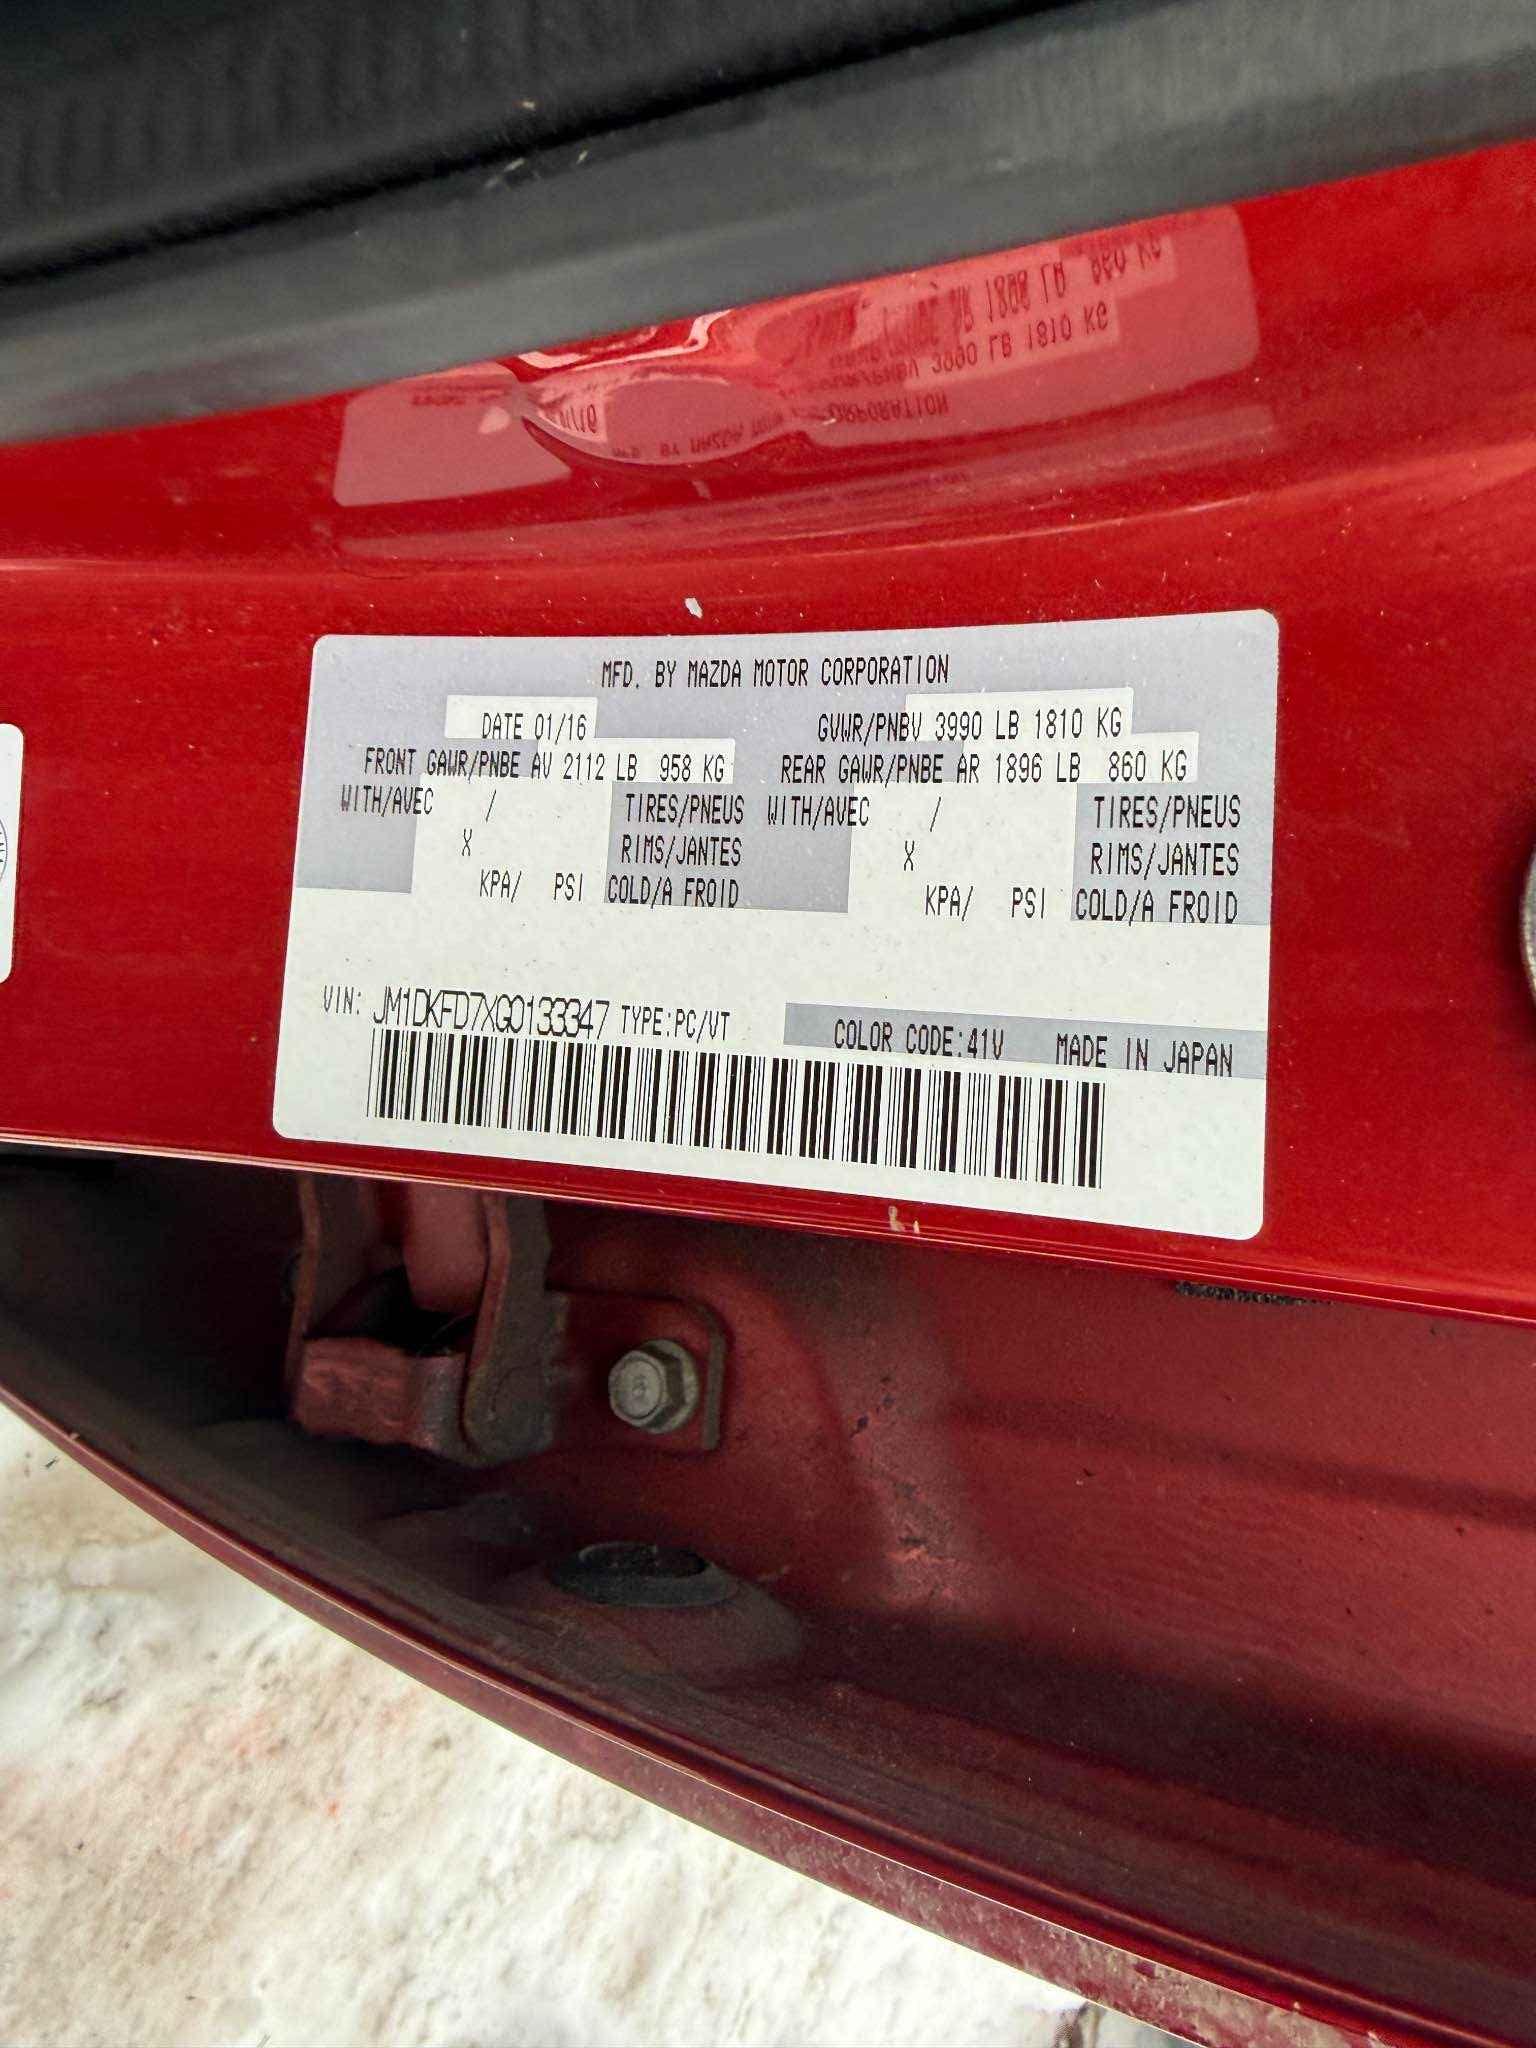 MFD. BY MAZDA MOTOR CORPORATION
DATE 01/16 GVWR/PNBV 3990 LB 1810 KG
FRONT GAWR/PNBE AV 2112 LB 958 KG REAR GAWR/PNBE AR 1896 LB 860 KG
WITH/AVEC / TIRES/PNEUS WITH/AVEC / TIRES/PNEUS
X RIMS/JANTES X RIMS/JANTES
KPA/ PSI COLD/A FROID KPA/ PSI COLD/A FROID
VIN: JM1DKFD7XG0133347 TYPE:PC/VT COLOR CODE:41V MADE IN JAPAN